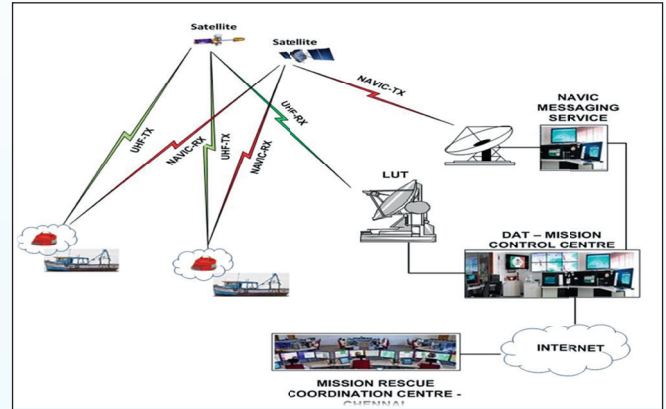 Satellite
Satellite
NAVIC-TX
UHF-RX
UHF-TX
NAVIC-RX
UHF-TX
NAVIC-RX
NAVIC
MESSAGING
SERVICE
LUT
DAT – MISSION
CONTROL CENTRE
INTERNET
MISSION RESCUE
COORDINATION CENTRE -
CHENNAI